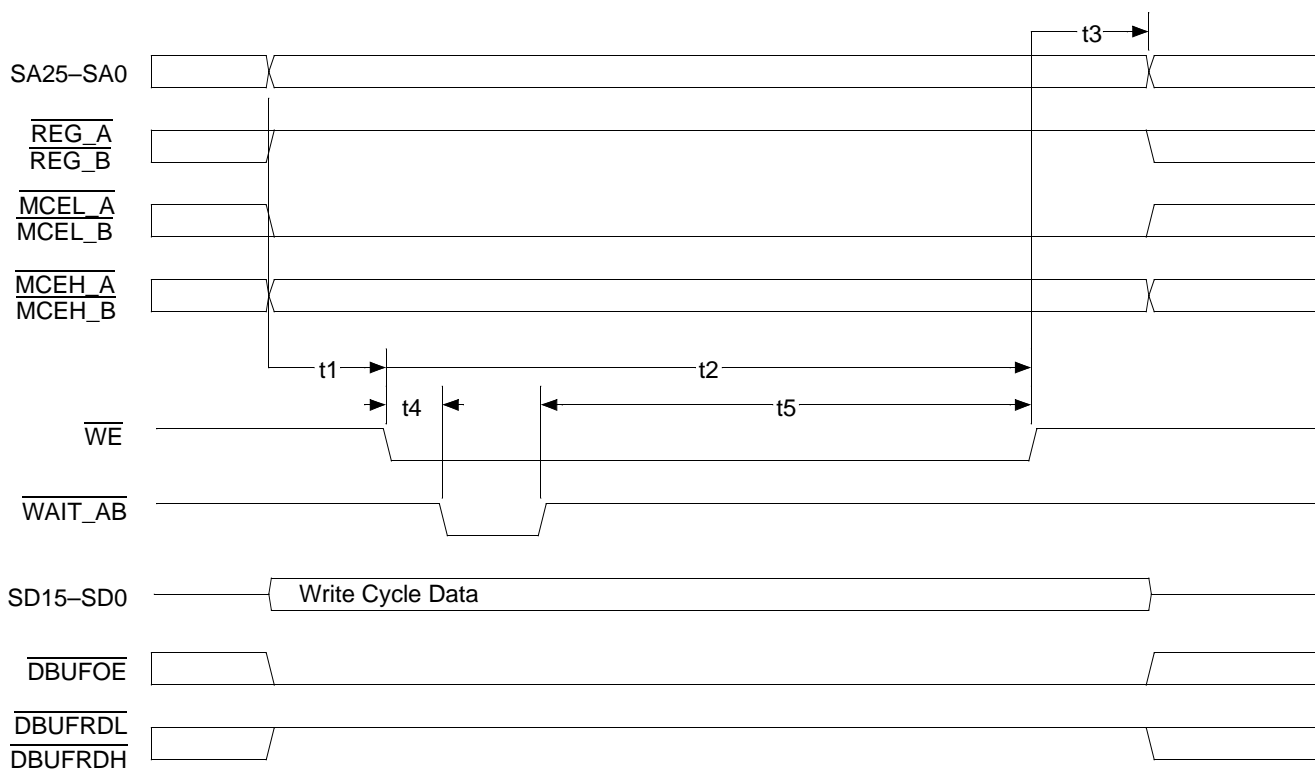 t3
SA25–SA0
REG_A
REG_B
MCEL_A
MCEL_B
MCEH_A
MCEH_B
t1
t2
t4
t5
WE
WAIT_AB
SD15–SD0
Write Cycle Data
DBUFOE
DBUFRDL
DBUFRDH